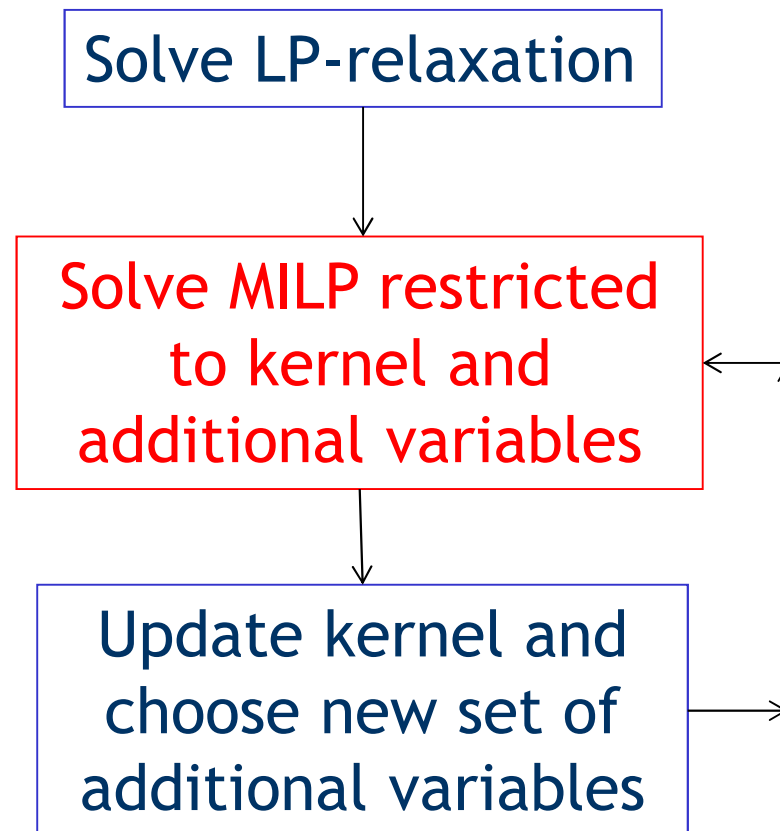 Solve LP-relaxation
Solve MILP restricted
to kernel and
additional variables
Update kernel and
choose new set of
additional variables